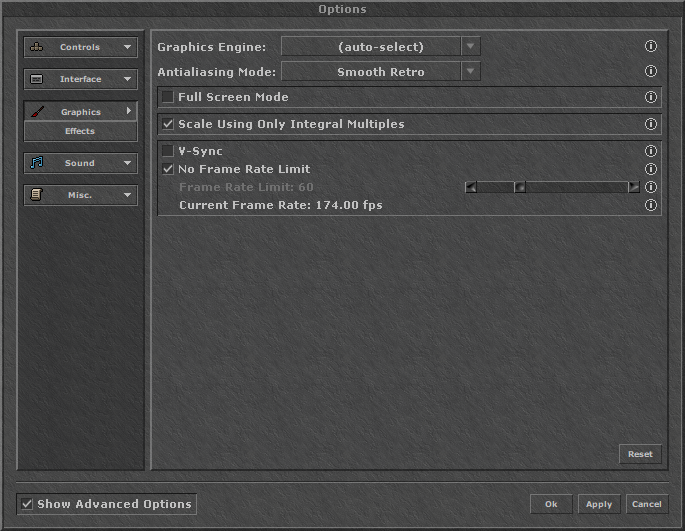 Options
Controls
Interface
Graphics
Effects
Sound
Misc.
Graphics Engine: (auto-select)
Antialiasing Mode: Smooth Retro
Full Screen Mode
Scale Using Only Integral Multiples
V-Sync
No Frame Rate Limit
Frame Rate Limit: 60
Current Frame Rate: 174.00 fps
Reset
Show Advanced Options
Ok Apply Cancel